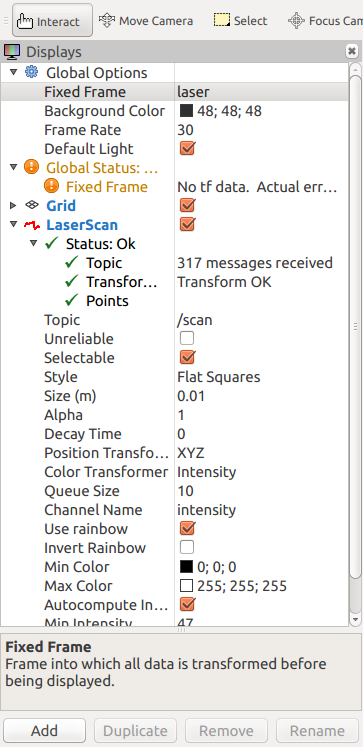 Interact Move Camera Select Focus Cam
Displays
Global Options
Fixed Frame laser
Background Color 48; 48; 48
Frame Rate 30
Default Light
Global Status: ...
Fixed Frame No tf data. Actual err...
Grid
LaserScan
Status: Ok
Topic 317 messages received
Transfor... Transform OK
Points
Topic /scan
Unreliable
Selectable
Style Flat Squares
Size (m) 0.01
Alpha 1
Decay Time 0
Position Transfo... XYZ
Color Transformer Intensity
Queue Size 10
Channel Name intensity
Use rainbow
Invert Rainbow
Min Color 0; 0; 0
Max Color 255; 255; 255
Autocompute In...
Min Intensity 47
Fixed Frame
Frame into which all data is transformed before
being displayed.
Add Duplicate Remove Rename